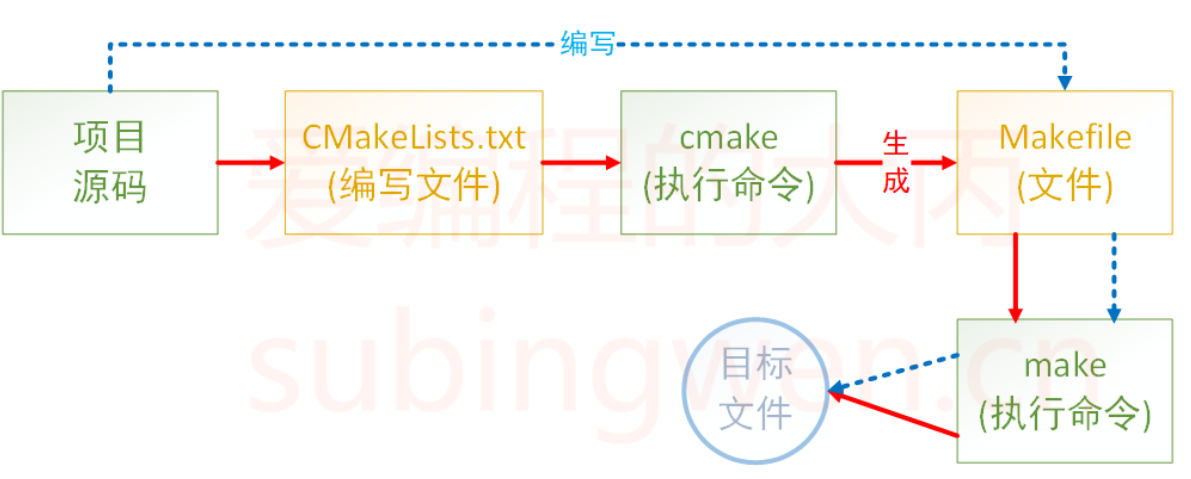 编写
项目
源码
CMakeLists.txt
(编写文件)
cmake
(执行命令)
生
成
Makefile
(文件)
爱编程的大丙
subingwen.cn
目标
文件
make
(执行命令)